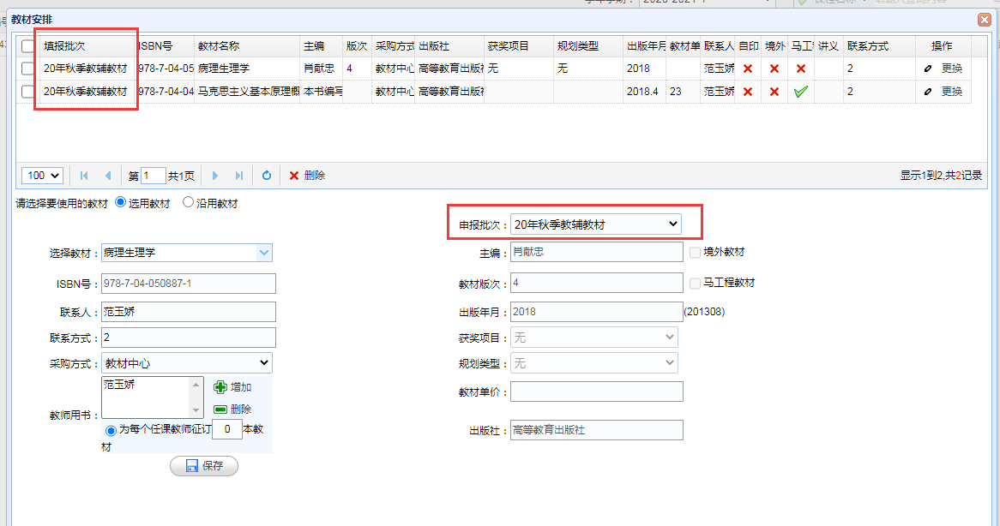 2020-2021-1
教材安排
填报批次 ISBN号 教材名称 主编 版次 采购方式 出版社 获奖项目 规划类型 出版年月 教材单 联系人 自印 境外 马工 讲义 联系方式 操作
20年秋季教辅教材 978-7-04-05 病理生理学 肖献忠 4 教材中心 高等教育出版 无 无 2018 范玉娇 2 更换
20年秋季教辅教材 978-7-04-04 马克思主义基本原理概 本书编写 教材中心 高等教育出版 2018.4 23 范玉娇 2 更换
100 第 1 共1页 删除 显示1到2,共2记录
请选择要使用的教材 选用教材 沿用教材
申报批次： 20年秋季教辅教材
选择教材： 病理生理学 主编： 肖献忠 境外教材
ISBN号： 978-7-04-050887-1 教材版次： 4 马工程教材
联系人： 范玉娇 出版年月： 2018 (201308)
联系方式： 2 获奖项目： 无
采购方式： 教材中心 规划类型： 无
范玉娇 增加
教材单价：
教师用书： 删除
为每个任课教师征订 0 本教
材
出版社： 高等教育出版社
保存